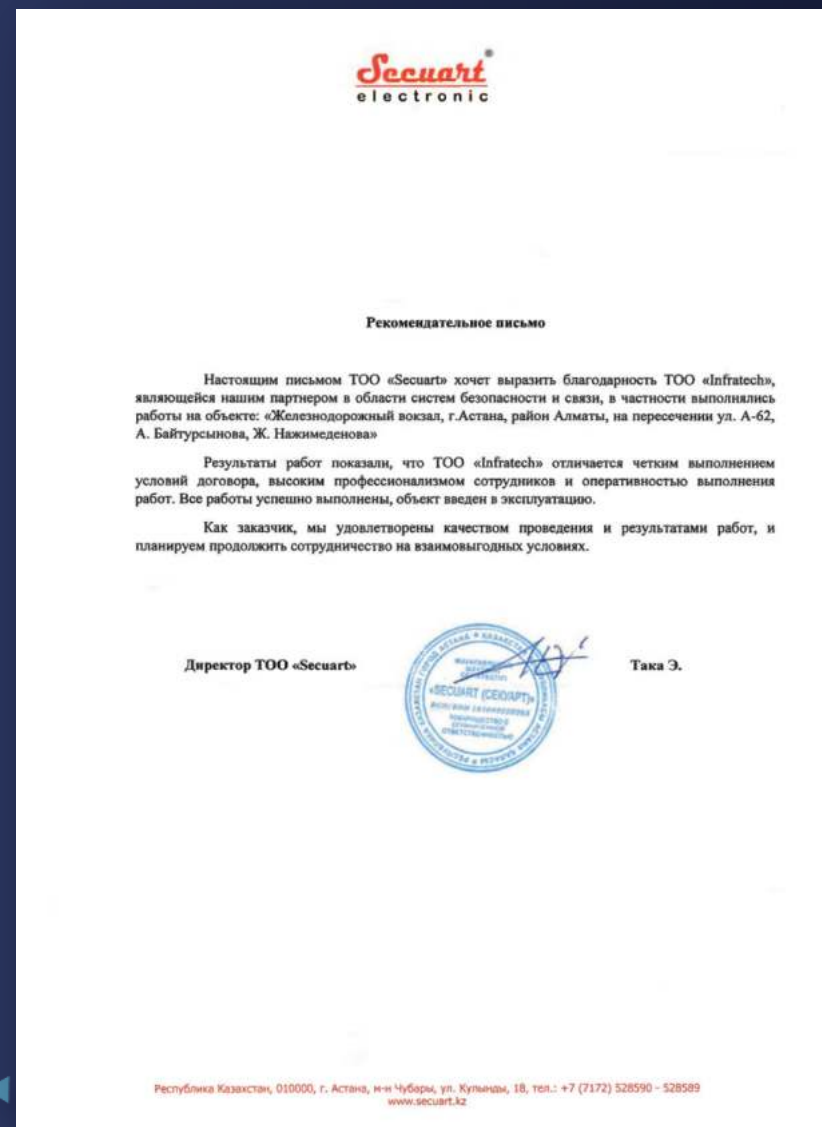 Secuart
electronic
Рекомендательное письмо
Настоящим письмом ТОО «Secuart» хочет выразить благодарность ТОО «Infratech»,
являющейся нашим партнером в области систем безопасности и связи, в частности выполнялись
работы на объекте: «Железнодорожный вокзал, г.Астана, район Алматы, на пересечении ул. А-62,
А. Байтурсынова, Ж. Нажимеденова»
Результаты работ показали, что ТОО «Infratech» отличается четким выполнением
условий договора, высоким профессионализмом сотрудников и оперативностью выполнения
работ. Все работы успешно выполнены, объект введен в эксплуатацию.
Как заказчик, мы удовлетворены качеством проведения и результатами работ, и
планируем продолжить сотрудничество на взаимовыгодных условиях.
Директор ТОО «Secuart»
«SECUART (СЕКУАРТ)»
ТОВАРИЩЕСТВО С
ОГРАНИЧЕННОЙ
ОТВЕТСТВЕННОСТЬЮ
Така Э.
Республика Казахстан, 010000, г. Астана, м-н Чубары, ул. Купынды, 18, тел.: +7 (7172) 528590 - 528589
www.secuart.kz